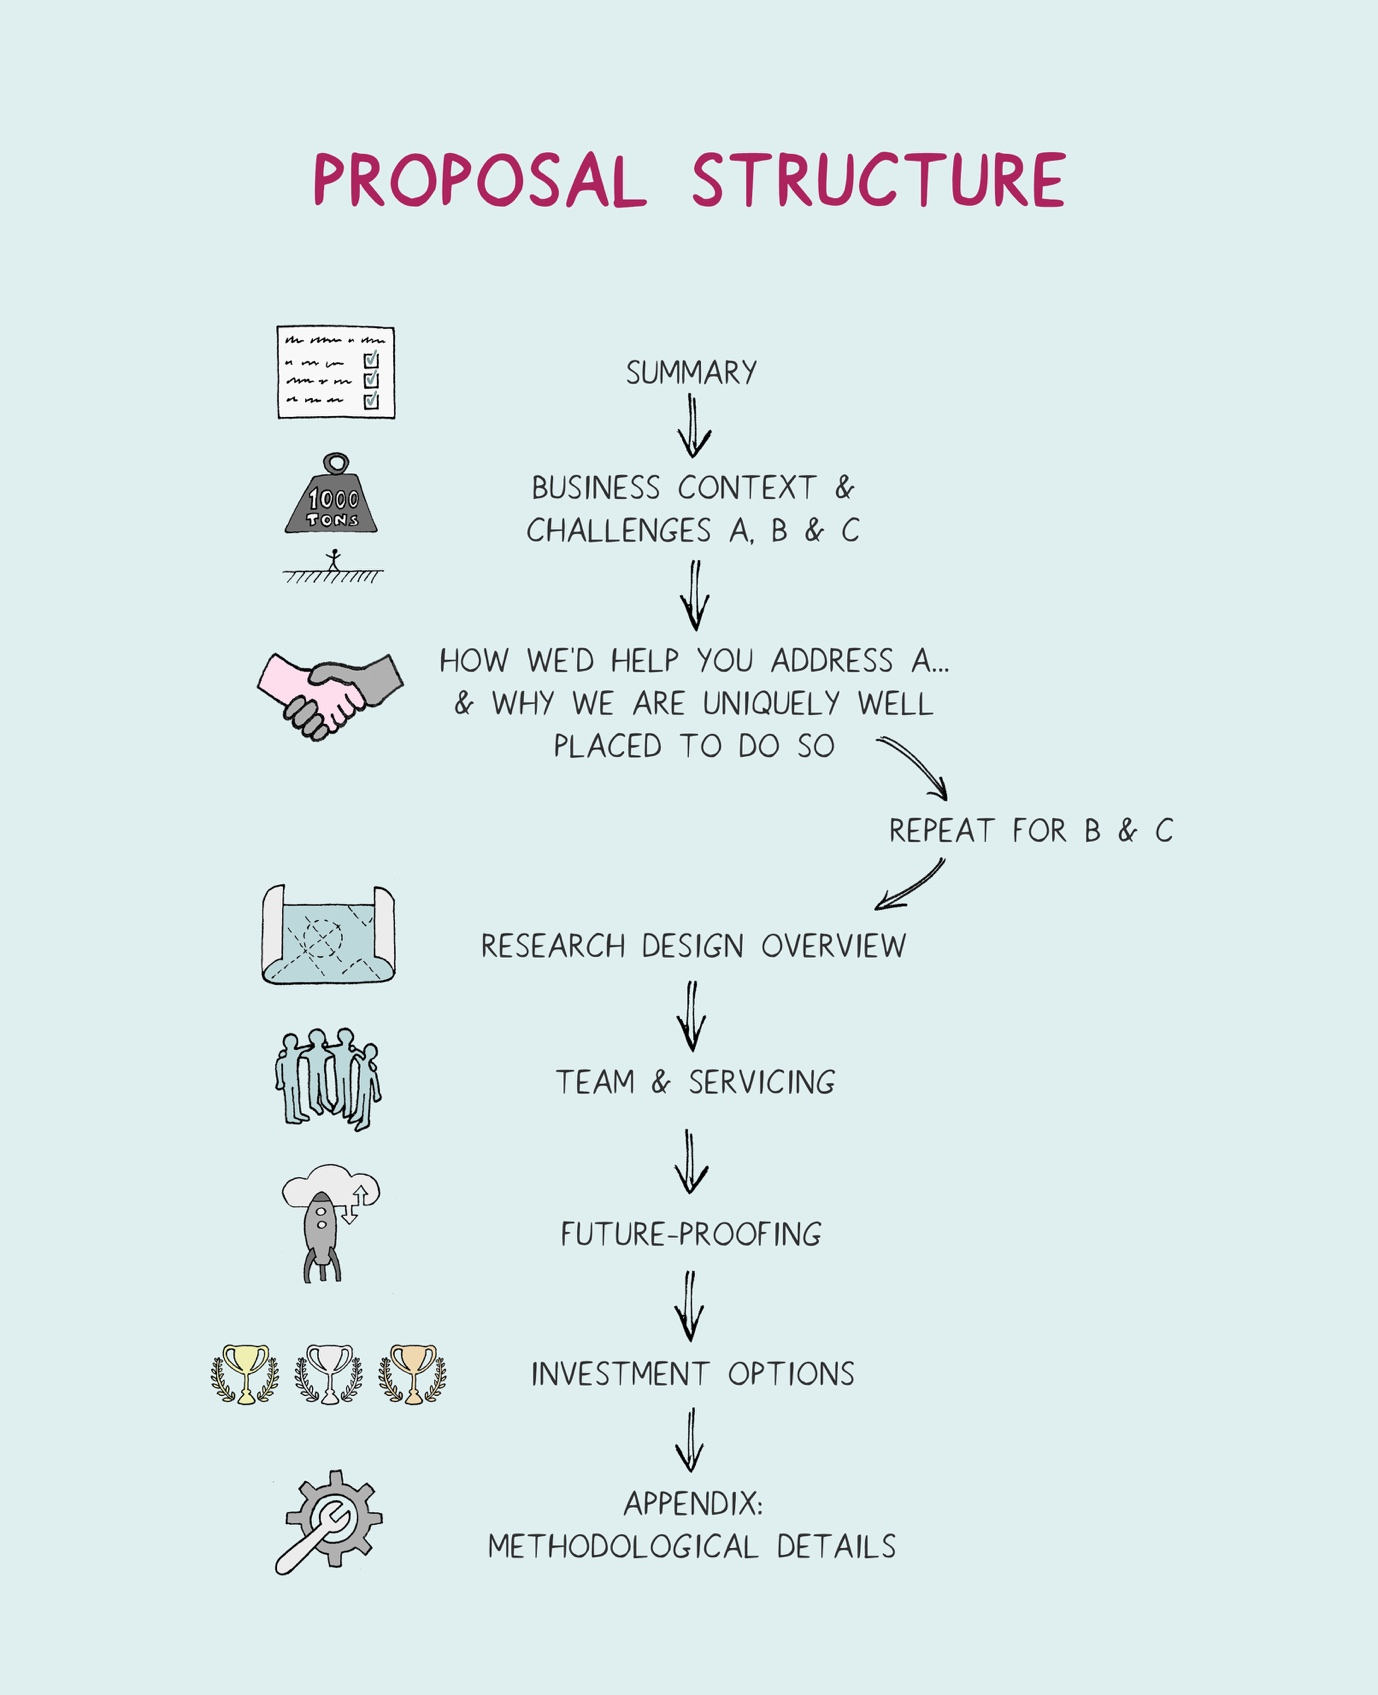 PROPOSAL STRUCTURE
SUMMARY
1000
TONS
BUSINESS CONTEXT &
CHALLENGES A, B & C
HOW WE'D HELP YOU ADDRESS A...
& WHY WE ARE UNIQUELY WELL
PLACED TO DO SO
REPEAT FOR B & C
RESEARCH DESIGN OVERVIEW
TEAM & SERVICING
FUTURE-PROOFING
INVESTMENT OPTIONS
APPENDIX:
METHODOLOGICAL DETAILS